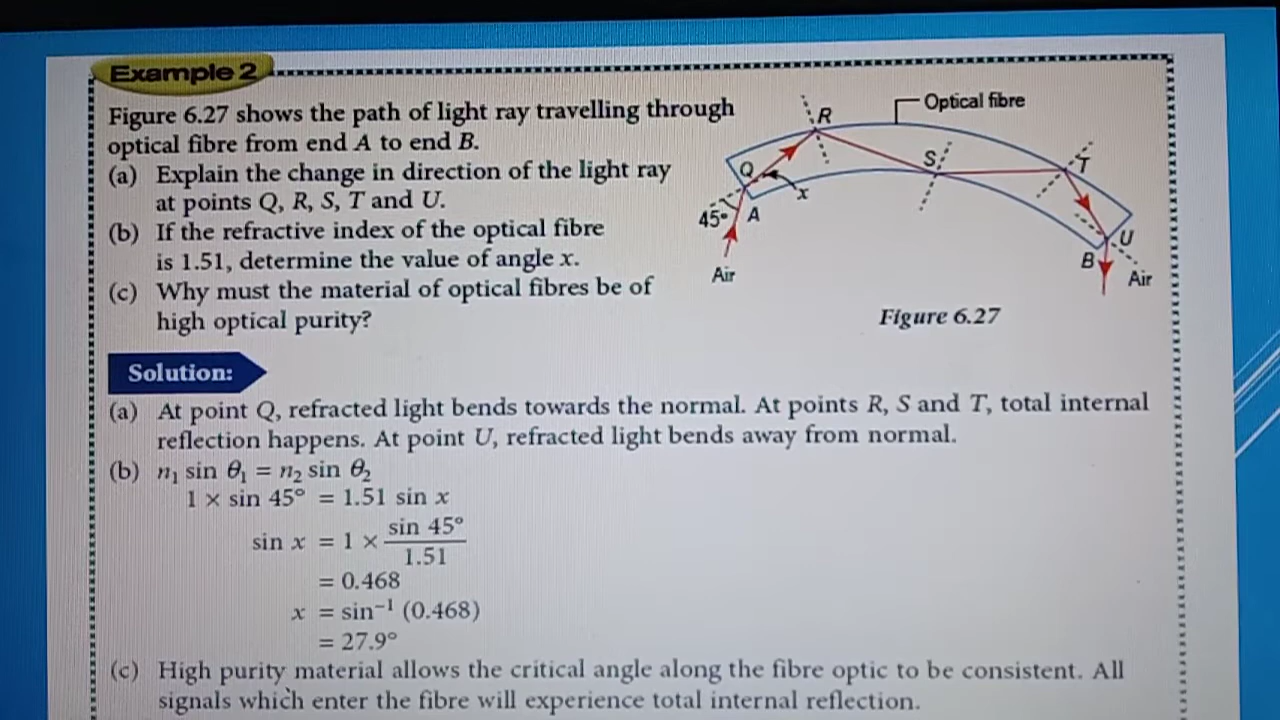 Example 2
Figure 6.27 shows the path of light ray travelling through
optical fibre from end A to end B.
(a) Explain the change in direction of the light ray
at points Q, R, S, T and U.
(b) If the refractive index of the optical fibre
is 1.51, determine the value of angle x.
(c) Why must the material of optical fibres be of
high optical purity?
Optical fibre
R
S
T
Q
x
45°
A
U
B
Air
Air
Figure 6.27
Solution:
(a) At point Q, refracted light bends towards the normal. At points R, S and T, total internal
reflection happens. At point U, refracted light bends away from normal.
(b) n₁ sin θ₁ = n₂ sin θ₂
1 × sin 45° = 1.51 sin x
sin x = 1 × sin 45° / 1.51
= 0.468
x = sin⁻¹ (0.468)
= 27.9°
(c) High purity material allows the critical angle along the fibre optic to be consistent. All
signals which enter the fibre will experience total internal reflection.